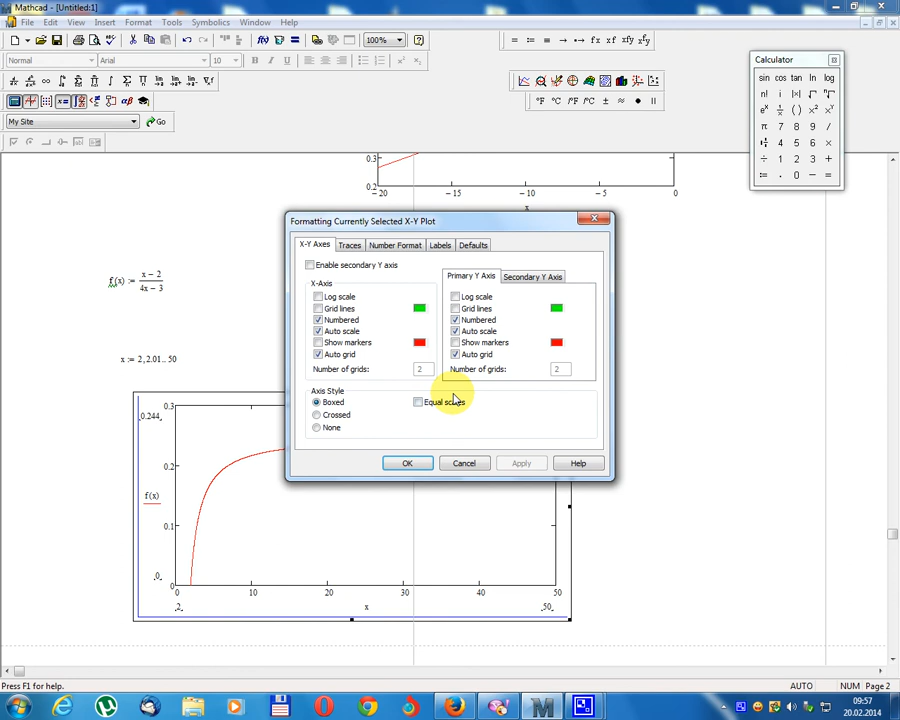 Mathcad - [Untitled:1]
File Edit View Insert Format Tools Symbolics Window Help
100%
Normal Arial 10 B I U
My Site Go
Calculator
sin cos tan ln log
n! i |×| √ ⁿ√
eˣ 1/x ( ) x² xʸ
π 7 8 9 /
4 5 6 ×
÷ 1 2 3 +
:= . 0 − =
0.3
0.2
−20 −15 −10 −5 0
x
f(x) := x − 2
4x − 3
x := 2, 2.01.. 50
Formatting Currently Selected X-Y Plot
X-Y Axes Traces Number Format Labels Defaults
Enable secondary Y axis
X-Axis
Log scale
Grid lines
Numbered
Auto scale
Show markers
Auto grid
Number of grids: 2
Primary Y Axis Secondary Y Axis
Log scale
Grid lines
Numbered
Auto scale
Show markers
Auto grid
Number of grids: 2
Axis Style
Boxed
Crossed
None
Equal scales
OK Cancel Apply Help
0.3
0.244
0.2
f(x)
0.1
0
0 10 20 30 40 50
2 x 50
Press F1 for help. AUTO NUM Page 2
09:57
20.02.2014